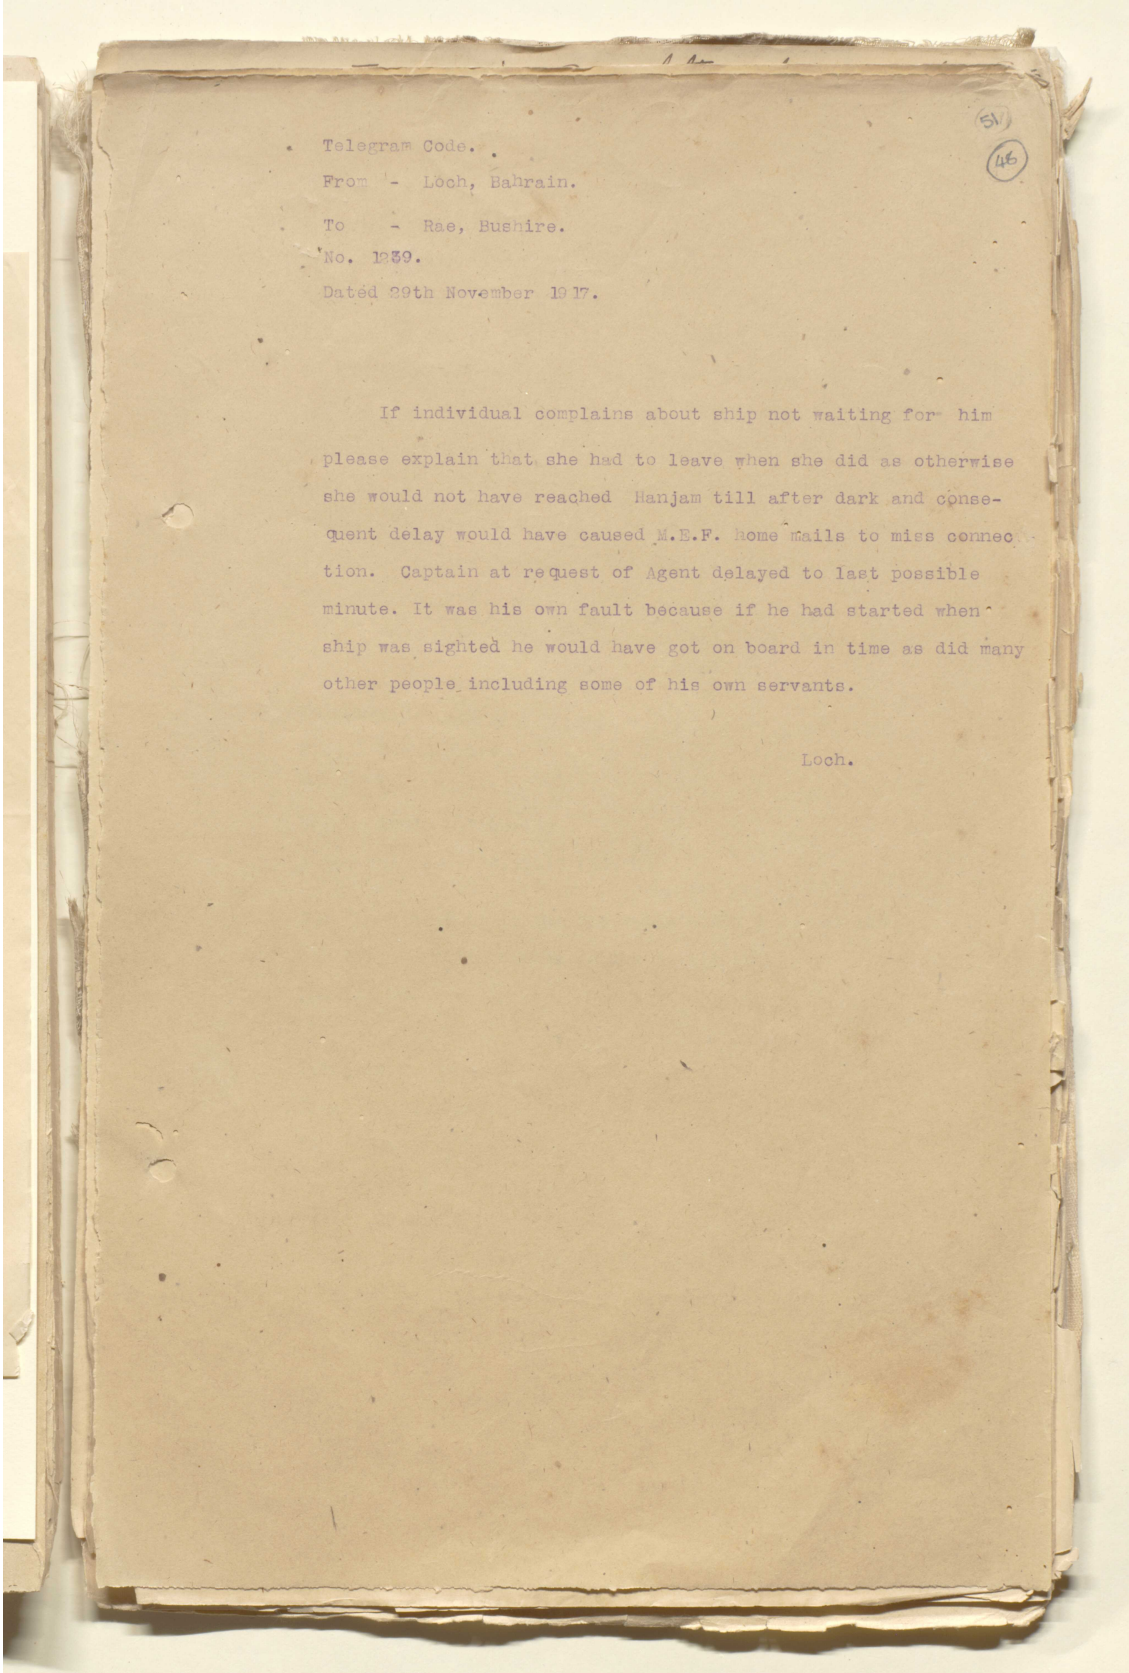 51
48
Telegram Code.
From - Loch, Bahrain.
To - Rae, Bushire.
No. 1239.
Dated 29th November 1917.
If individual complains about ship not waiting for him
please explain that she had to leave when she did as otherwise
she would not have reached Hanjam till after dark and conse-
quent delay would have caused M.E.F. home mails to miss connec-
tion. Captain at request of Agent delayed to last possible
minute. It was his own fault because if he had started when
ship was sighted he would have got on board in time as did many
other people including some of his own servants.
Loch.